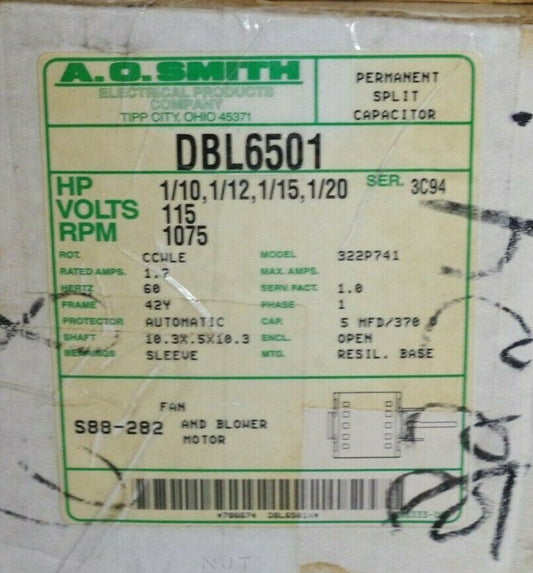 A.O.SMITH
ELECTRICAL PRODUCTS
COMPANY
TIPP CITY, OHIO 45371
PERMANENT
SPLIT
CAPACITOR
DBL6501
HP 1/10,1/12,1/15,1/20 SER. 3C94
VOLTS 115
RPM 1075
ROT. CCWLE MODEL 322P741
RATED AMPS. 1.7 MAX. AMPS.
HERTZ 60 SERV. FACT. 1.0
FRAME 42Y PHASE 1
PROTECTOR AUTOMATIC CAP. 5 MFD/370
SHAFT 10.3X.5X10.3 ENCL. OPEN
BEARINGS SLEEVE MTG. RESIL. BASE
FAN
S88-282 AND BLOWER
MOTOR
DBL6501
NUT